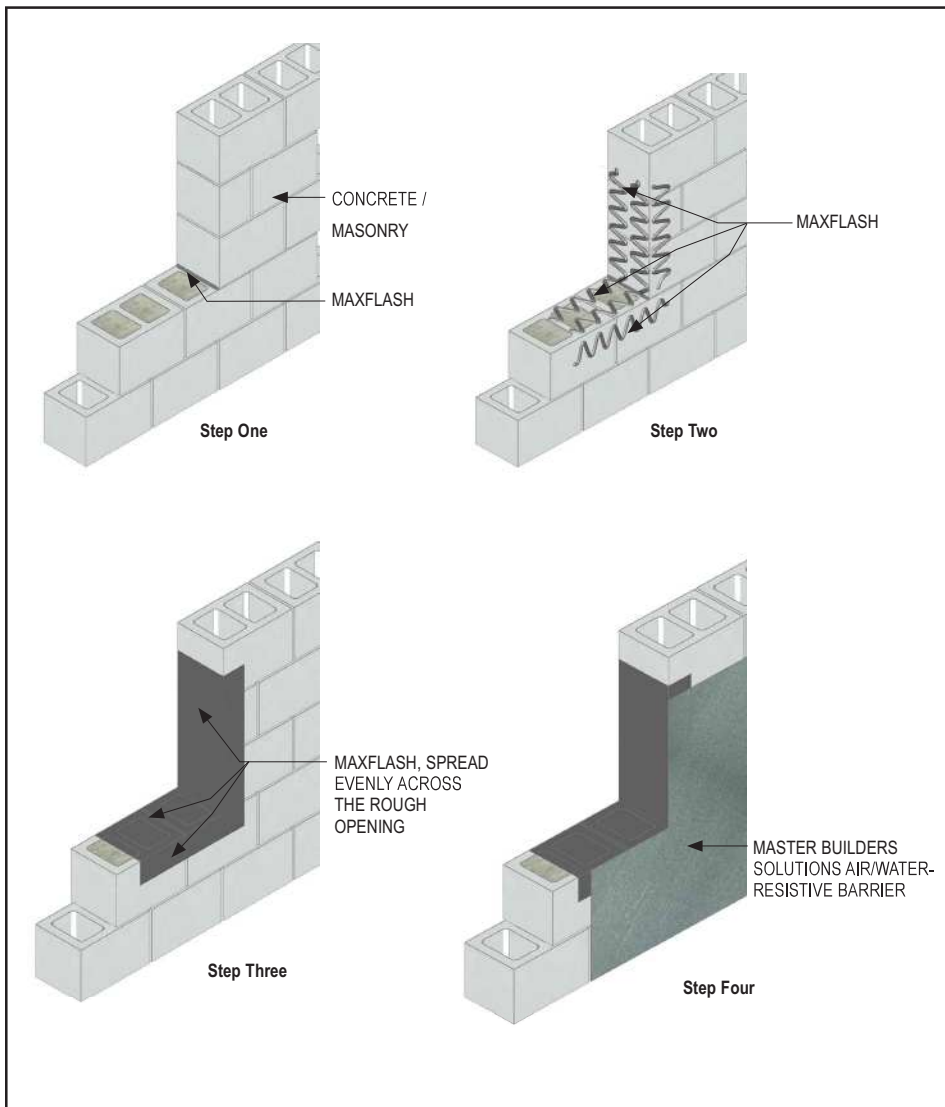 CONCRETE /
MASONRY
MAXFLASH
Step One
MAXFLASH
Step Two
MAXFLASH, SPREAD
EVENLY ACROSS
THE ROUGH
OPENING
Step Three
MASTER BUILDERS
SOLUTIONS AIR/WATER-
RESISTIVE BARRIER
Step Four